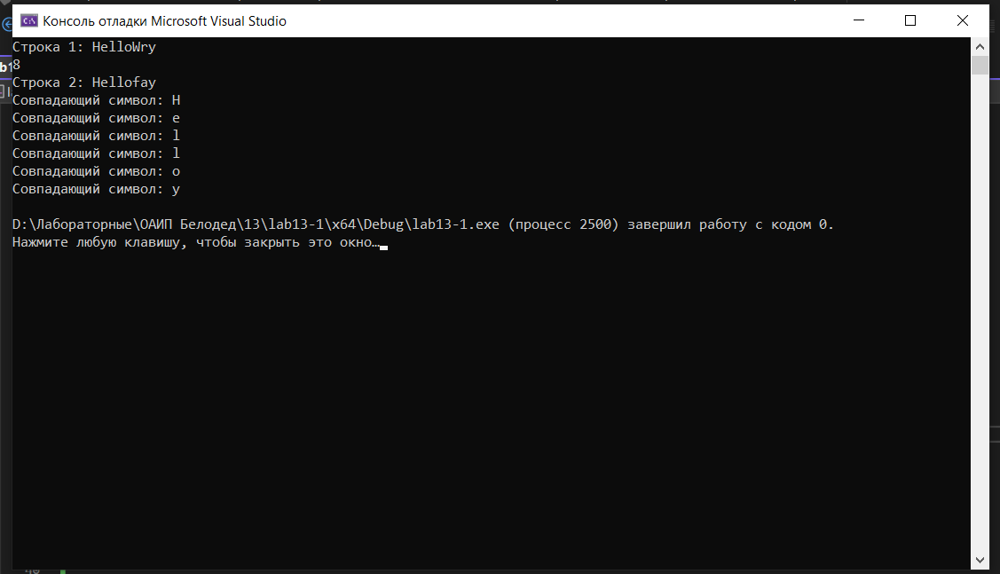 Консоль отладки Microsoft Visual Studio
Строка 1: HelloWry
8
Строка 2: Hellofay
Совпадающий символ: H
Совпадающий символ: e
Совпадающий символ: l
Совпадающий символ: l
Совпадающий символ: o
Совпадающий символ: y
D:\Лабораторные\ОАИП Белодед\13\lab13-1\x64\Debug\lab13-1.exe (процесс 2500) завершил работу с кодом 0.
Нажмите любую клавишу, чтобы закрыть это окно…